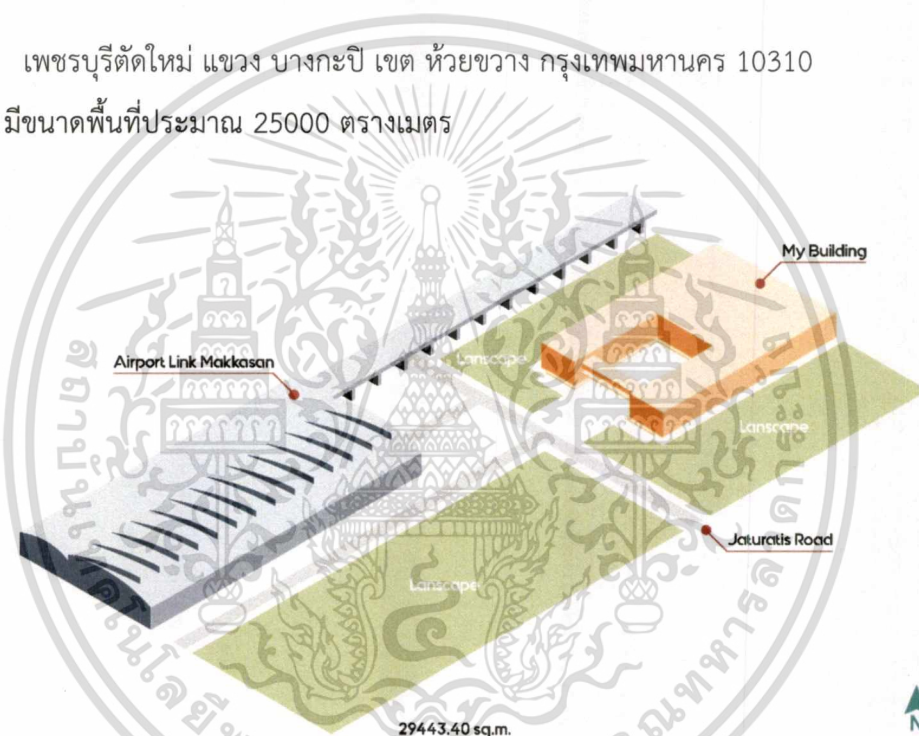 เพชรบุรีตัดใหม่ แขวง บางกะปิ เขต ห้วยขวาง กรุงเทพมหานคร 10310
มีขนาดพื้นที่ประมาณ 25000 ตรางเมตร
My Building
Lanscape
Airport Link Makkasan
Lanscape
Jaturatis Road
Lanscape
29443.40 sq.m.
N